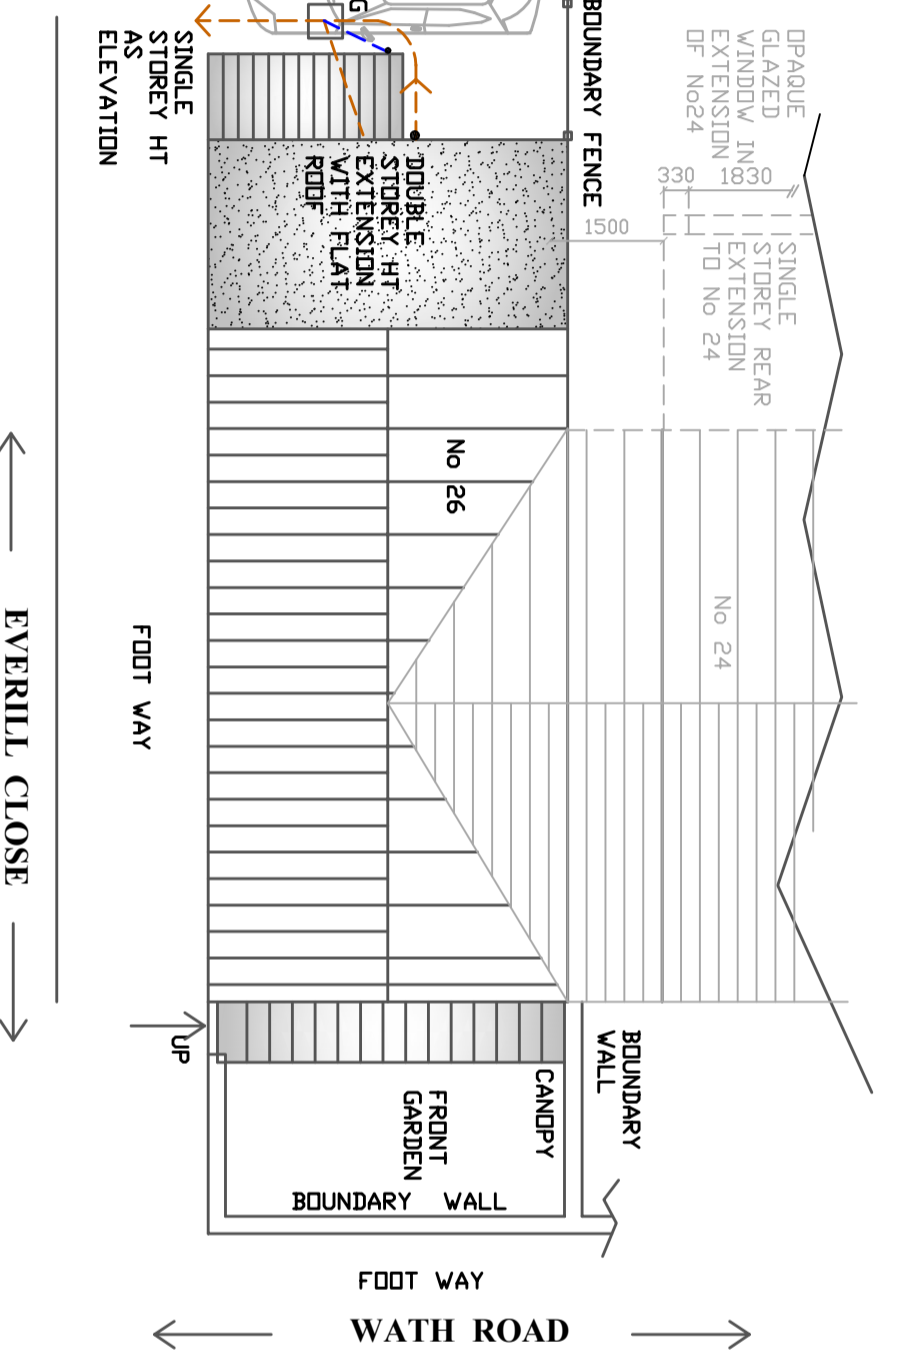 OPAQUE
GLAZED
WINDOW IN
EXTENSION
OF No24
330
1830
1500
SINGLE
STOREY REAR
EXTENSION
TO No 24
BOUNDARY FENCE
G
SINGLE
STOREY HT
AS
ELEVATION
DOUBLE
STOREY HT
EXTENSION
WITH FLAT
ROOF
No 26
No 24
FOOT WAY
EVERILL CLOSE
UP
BOUNDARY
WALL
CANOPY
FRONT
GARDEN
BOUNDARY WALL
FOOT WAY
WATH ROAD